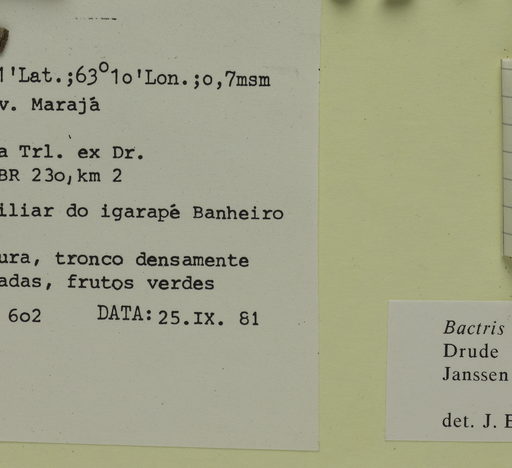 1'Lat.;63°1o'Lon.;o,7msm
v. Marajá
a Trl. ex Dr.
BR 23o,km 2
iliar do igarapé Banheiro
ura, tronco densamente
adas, frutos verdes
6o2 DATA:25.IX. 81
Bactris
Drude
Janssen
det. J. E